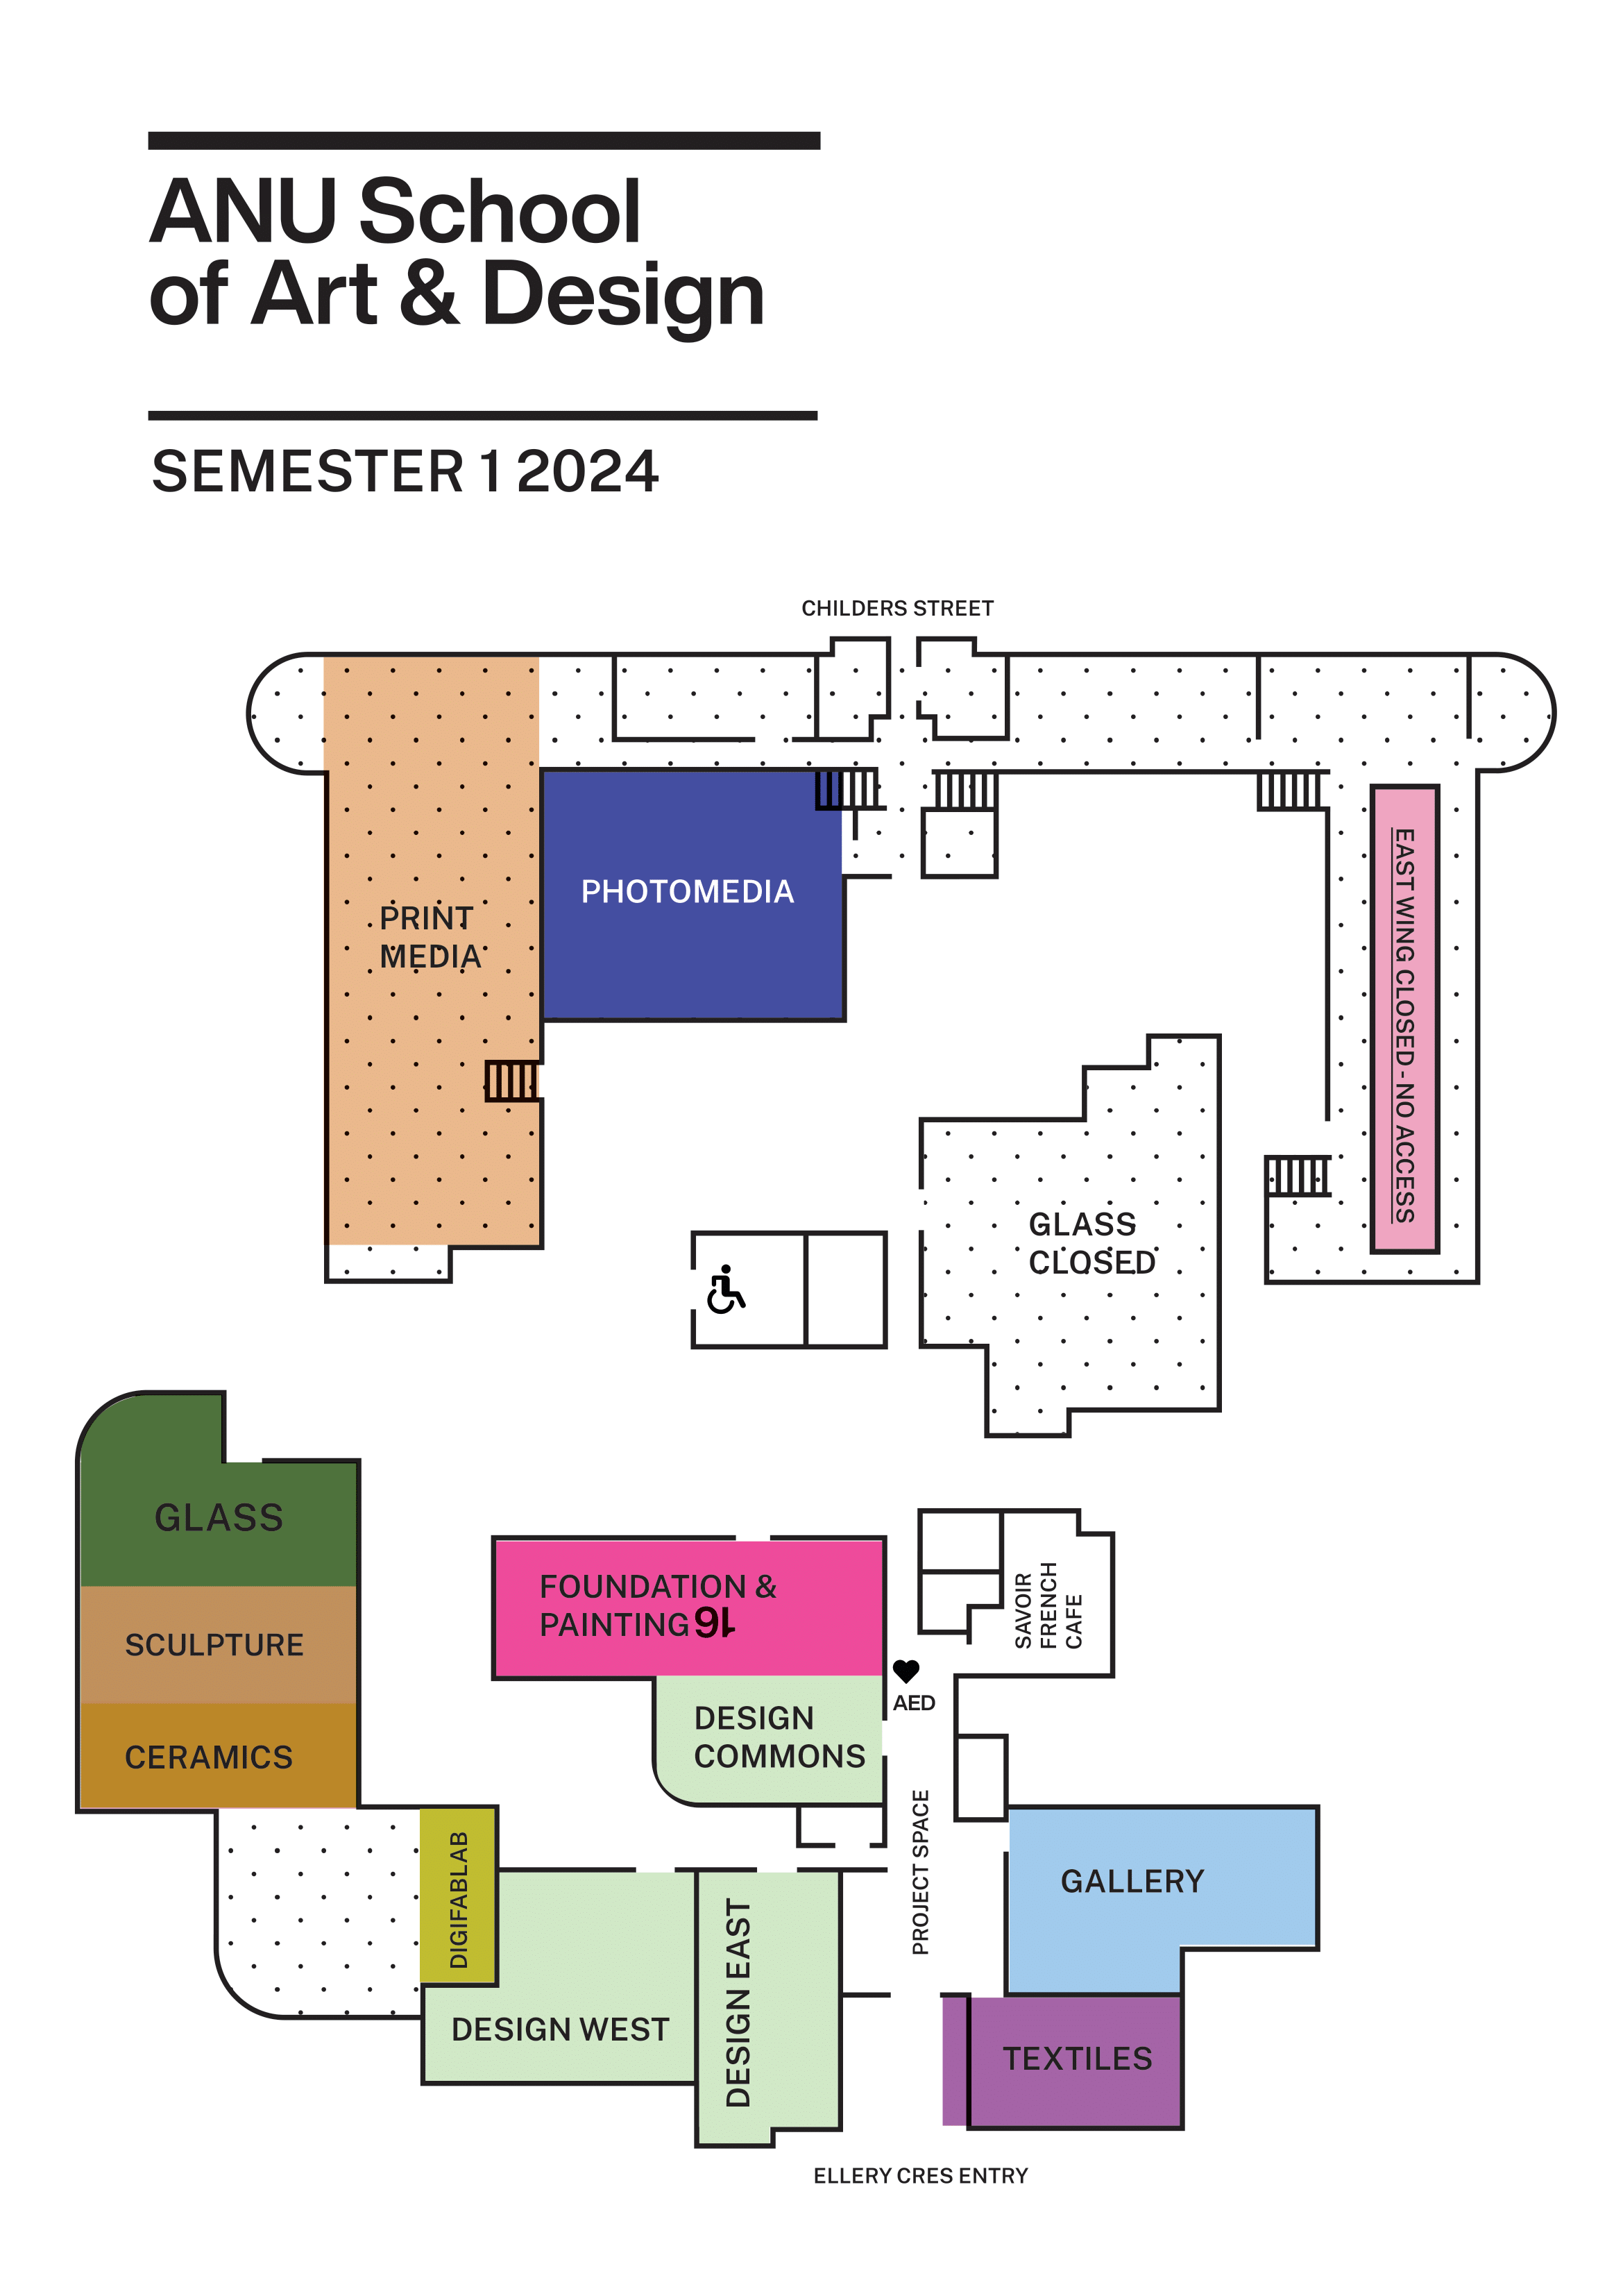 ANU School
of Art & Design
SEMESTER 1 2024
CHILDERS STREET
PRINT
MEDIA
PHOTOMEDIA
EAST WING CLOSED - NO ACCESS
GLASS
CLOSED
GLASS
SCULPTURE
CERAMICS
FOUNDATION &
PAINTING 91
DESIGN
COMMONS
SAVOIR
FRENCH
CAFE
AED
PROJECT SPACE
DIGIFABLAB
DESIGN WEST
DESIGN EAST
GALLERY
TEXTILES
ELLERY CRES ENTRY